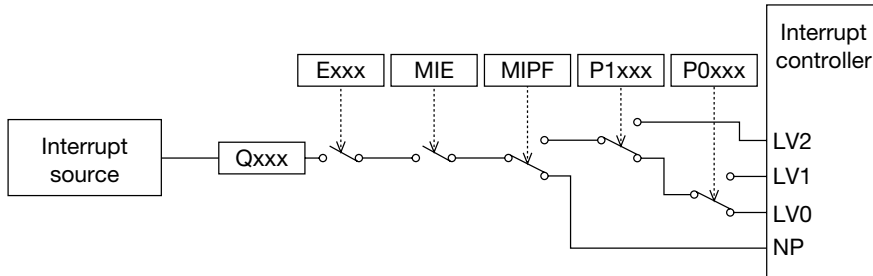 Interrupt
controller
Exxx
MIE
MIPF
P1xxx
P0xxx
Interrupt
source
Qxxx
LV2
LV1
LV0
NP